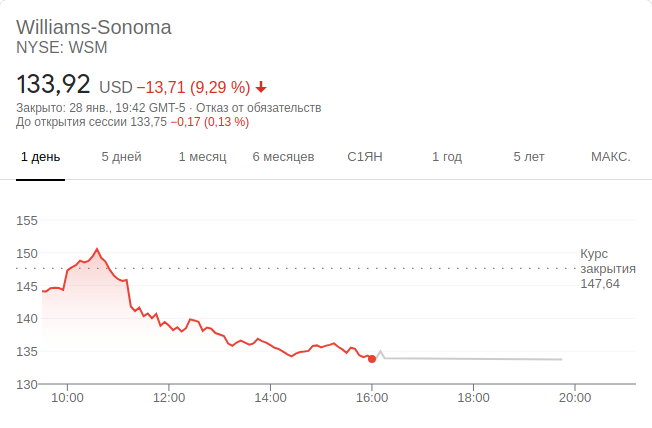 Williams-Sonoma
NYSE: WSM
133,92 USD −13,71 (9,29 %) ↓
Закрыто: 28 янв., 19:42 GMT-5 · Отказ от обязательств
До открытия сессии 133,75 −0,17 (0,13 %)
1 день 5 дней 1 месяц 6 месяцев С1ЯН 1 год 5 лет МАКС.
155
150
145
140
135
130
Курс
закрытия
147,64
10:00 12:00 14:00 16:00 18:00 20:00